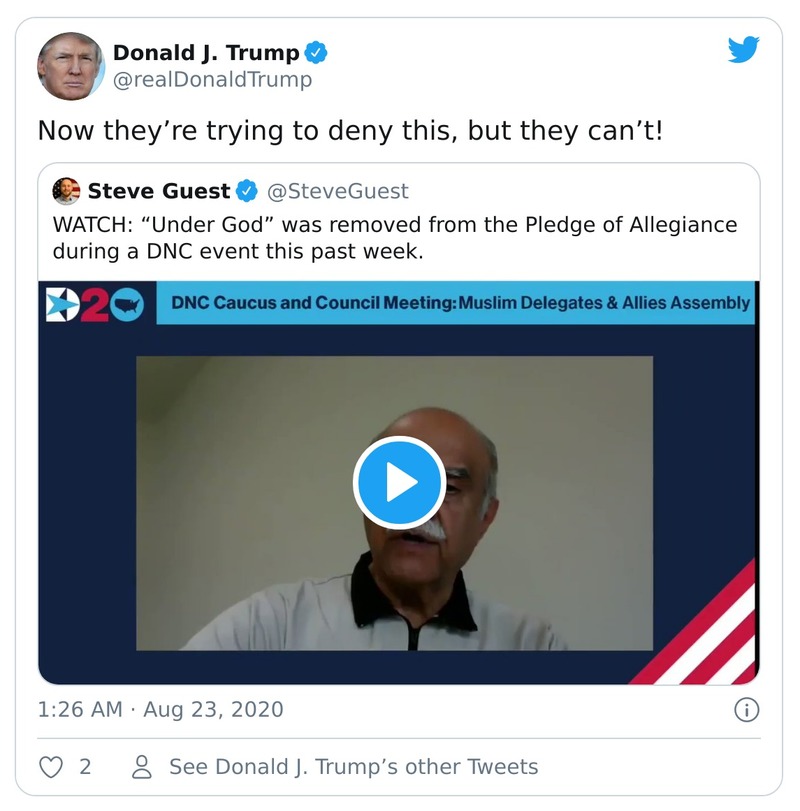 Donald J. Trump
@realDonaldTrump
Now they’re trying to deny this, but they can’t!
Steve Guest @SteveGuest
WATCH: “Under God” was removed from the Pledge of Allegiance
during a DNC event this past week.
D20 DNC Caucus and Council Meeting: Muslim Delegates & Allies Assembly
1:26 AM · Aug 23, 2020
2 See Donald J. Trump’s other Tweets